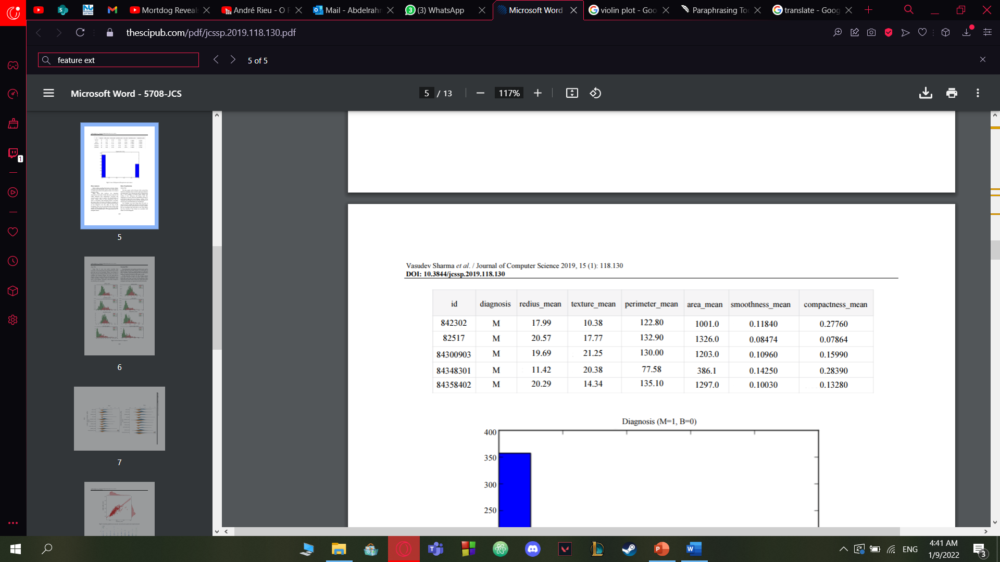 Mortdog Reveal
André Rieu - O F
Mail - Abdelrahm
(3) WhatsApp
Microsoft Word
violin plot - Goo
Paraphrasing To
translate - Goog
thescipub.com/pdf/jcssp.2019.118.130.pdf
feature ext
5 of 5
Microsoft Word - 5708-JCS
5 / 13
117%
1
5
6
7
Vasudev Sharma et al. / Journal of Computer Science 2019, 15 (1): 118.130
DOI: 10.3844/jcssp.2019.118.130
id diagnosis redius_mean texture_mean perimeter_mean area_mean smoothness_mean compactness_mean
842302 M 17.99 10.38 122.80 1001.0 0.11840 0.27760
82517 M 20.57 17.77 132.90 1326.0 0.08474 0.07864
84300903 M 19.69 21.25 130.00 1203.0 0.10960 0.15990
84348301 M 11.42 20.38 77.58 386.1 0.14250 0.28390
84358402 M 20.29 14.34 135.10 1297.0 0.10030 0.13280
Diagnosis (M=1, B=0)
400
350
300
250
ENG
4:41 AM
1/9/2022
3